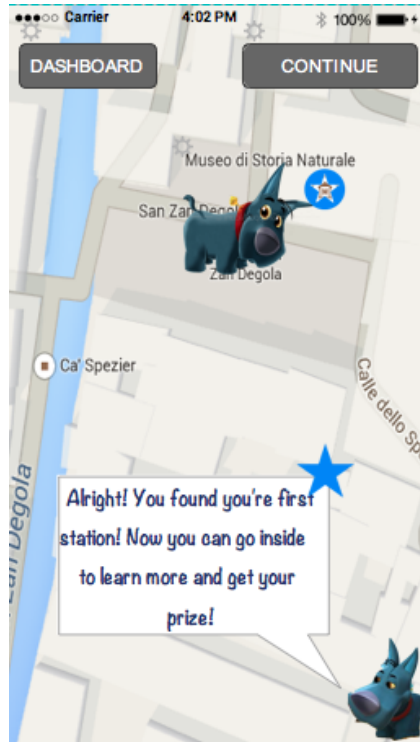 Carrier 4:02 PM 100%
DASHBOARD CONTINUE
Museo di Storia Naturale
San Zan Degol
Zan Degola
Ca' Spezier
Calle dello Sp
Zan Degola
Alright! You found you're first
station! Now you can go inside
to learn more and get your
prize!